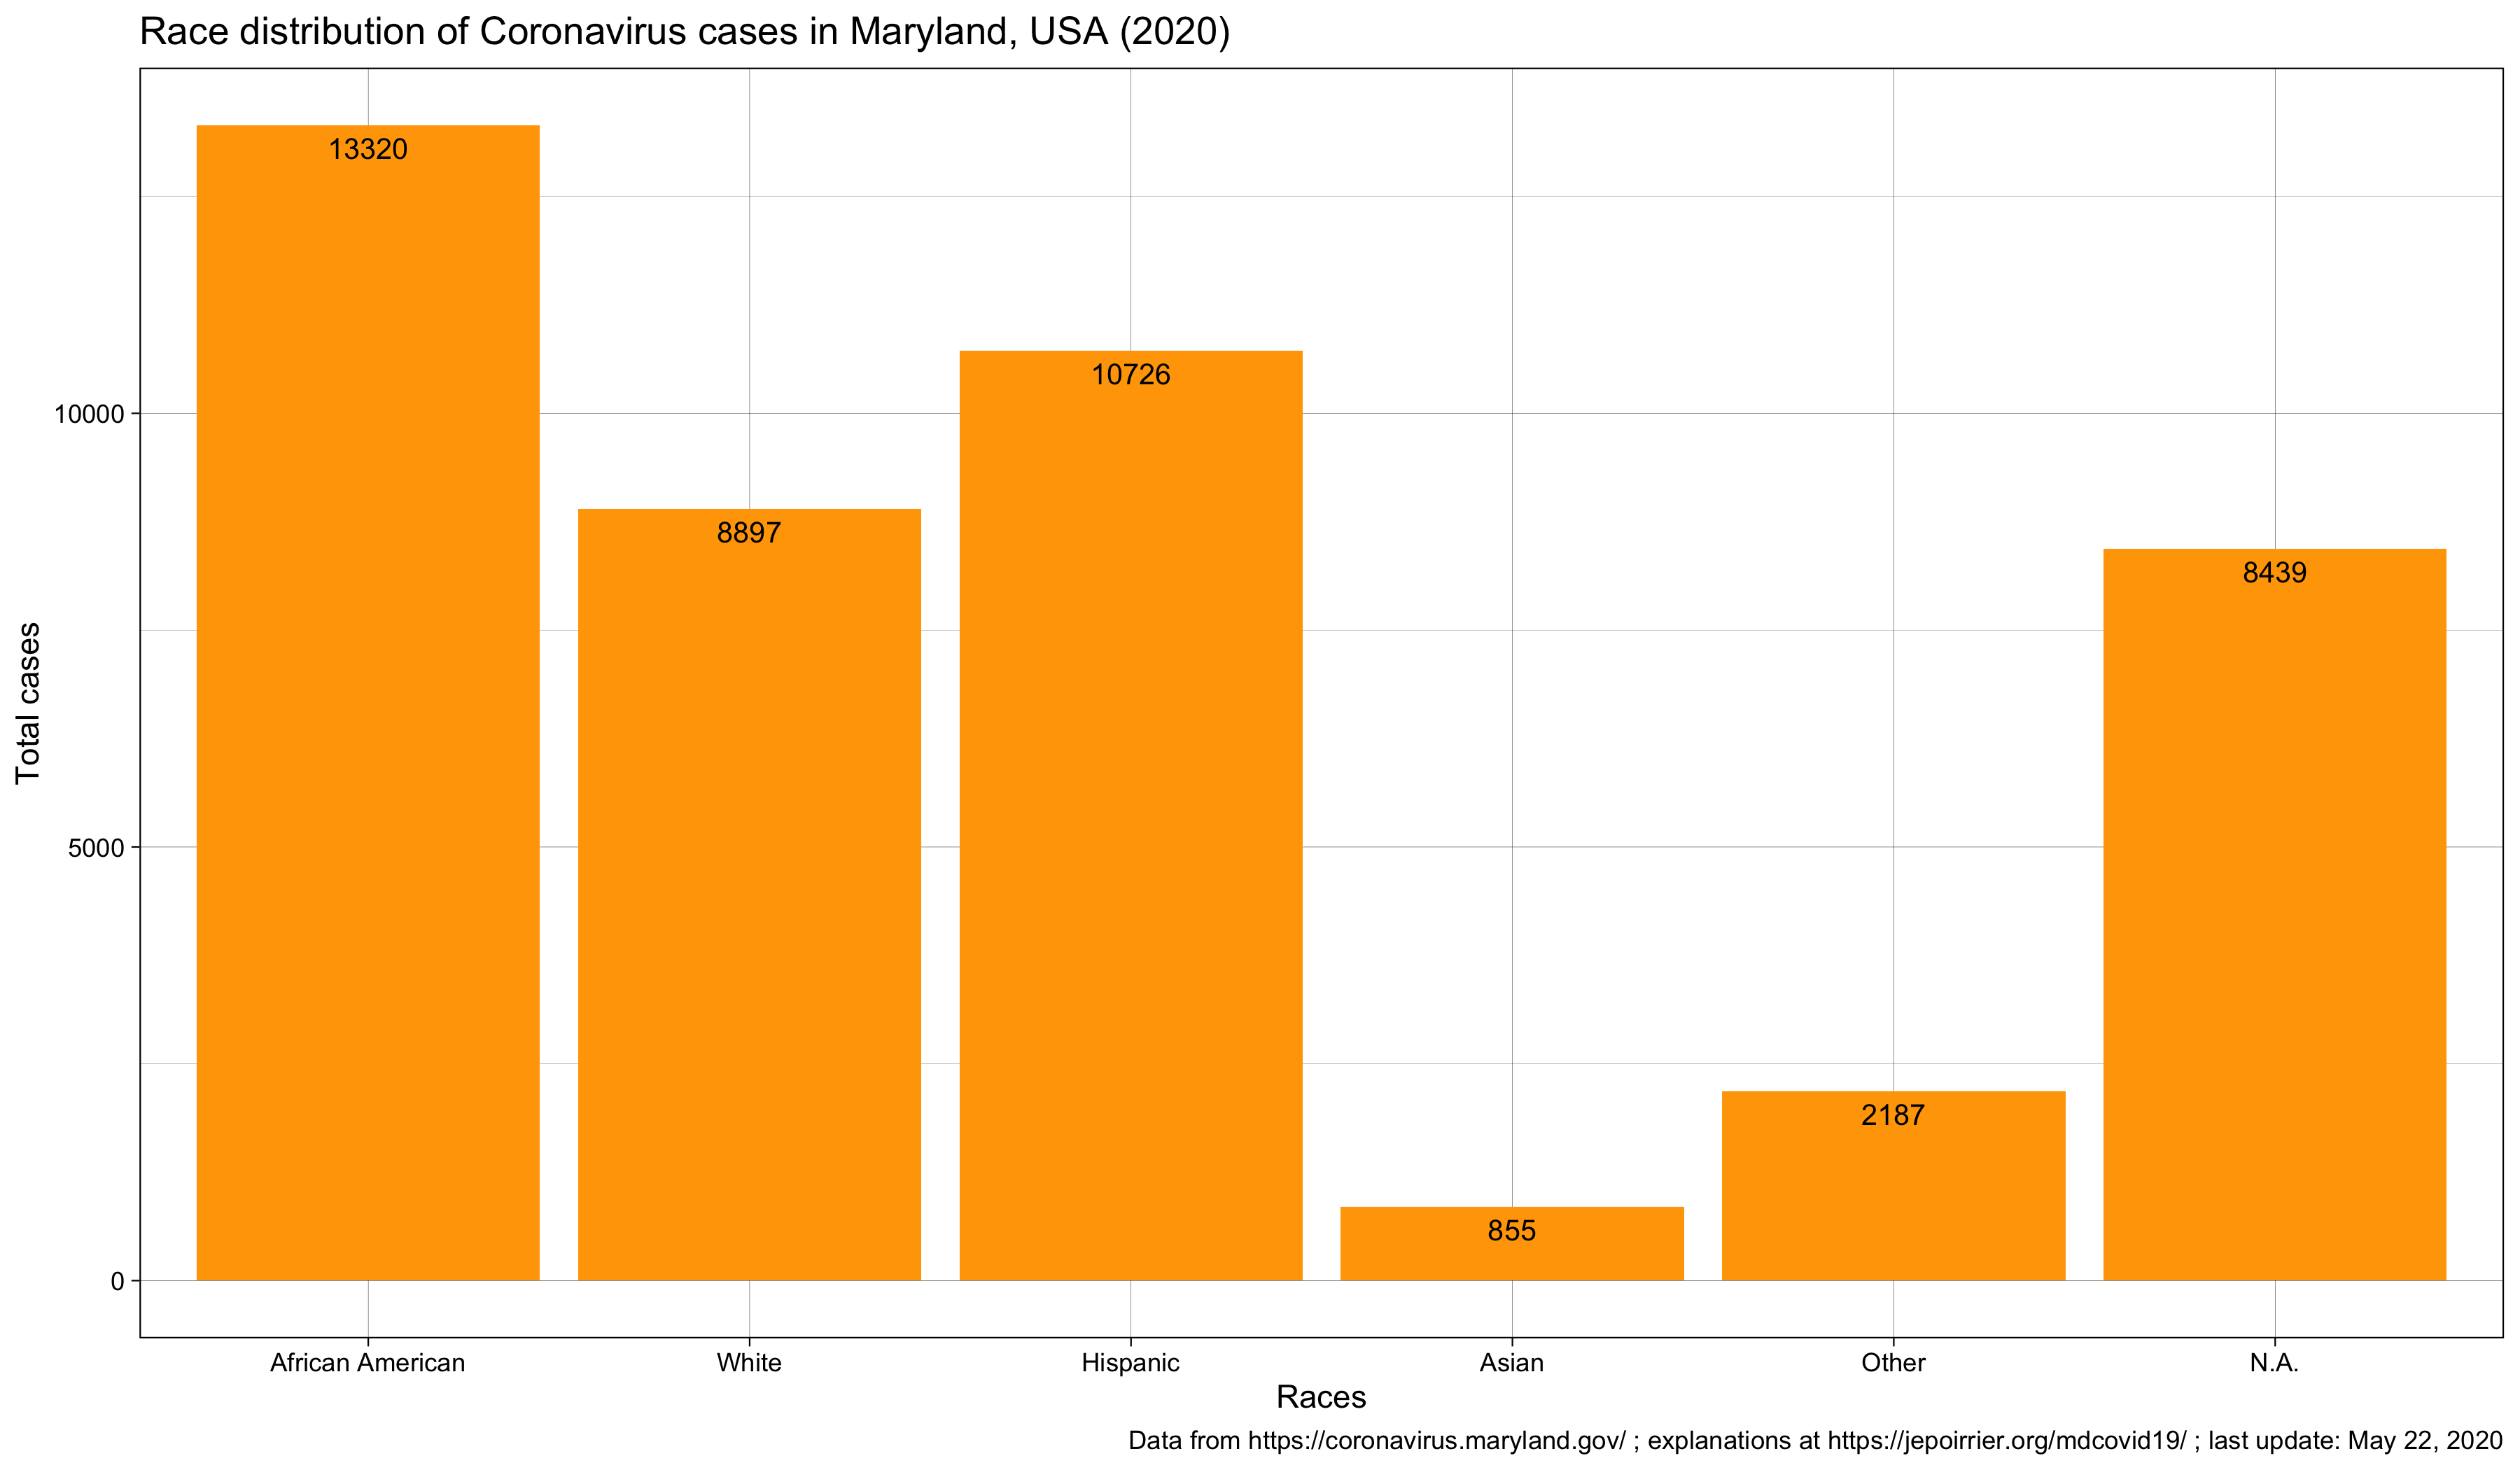 Race distribution of Coronavirus cases in Maryland, USA (2020)
13320
8897
10726
855
2187
8439
10000
5000
0
Total cases
African American White Hispanic Asian Other N.A.
Races
Data from https://coronavirus.maryland.gov/ ; explanations at https://jepoirrier.org/mdcovid19/ ; last update: May 22, 2020